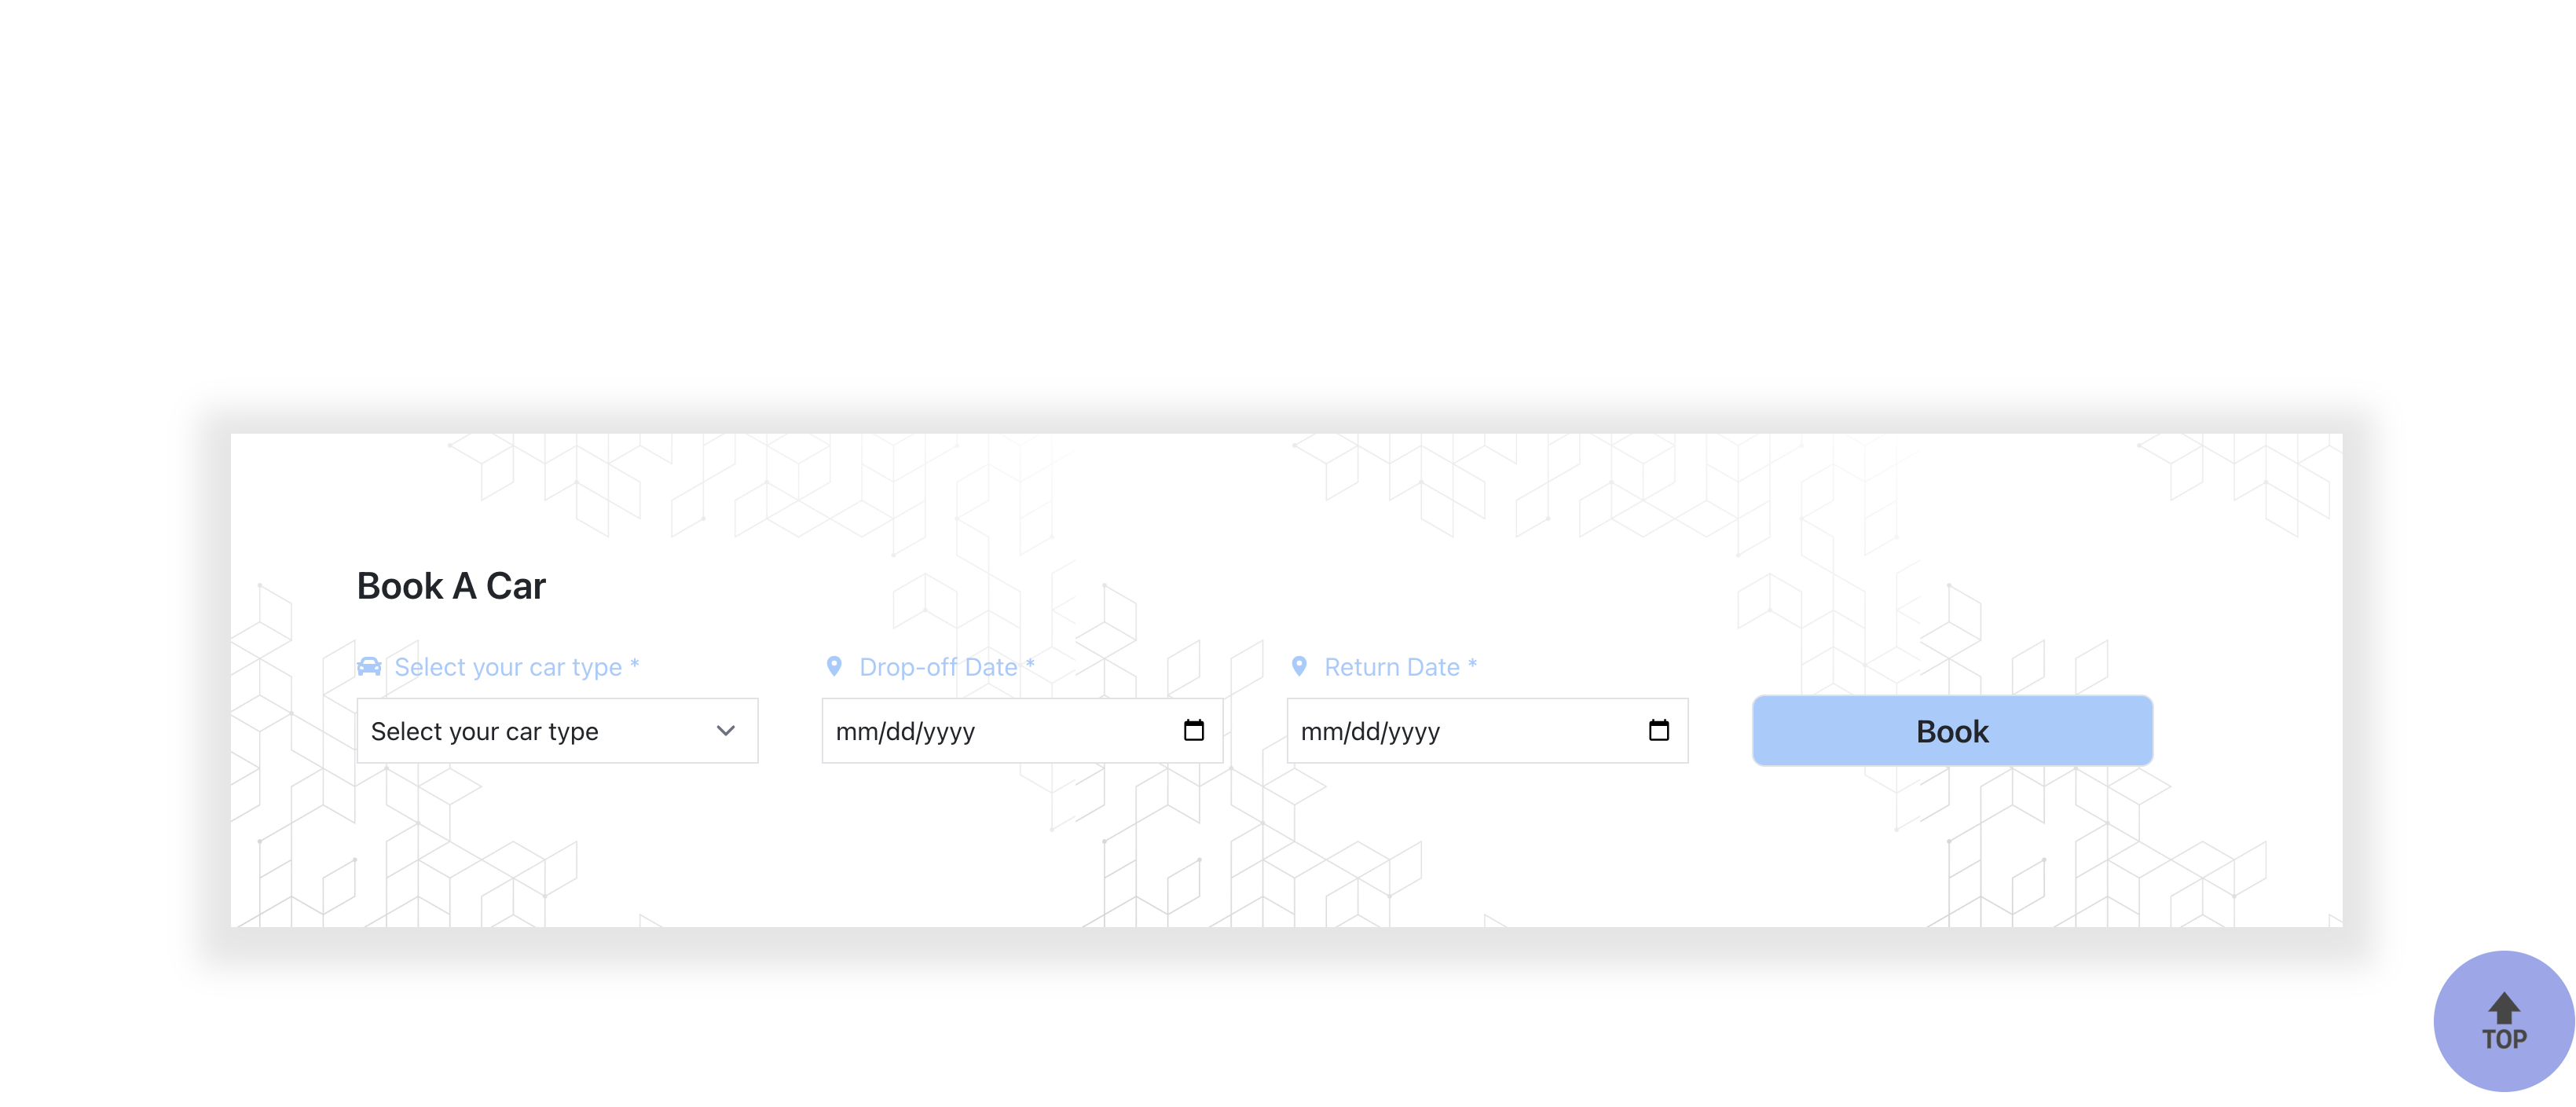 Book A Car
Select your car type *
Drop-off Date *
Return Date *
Select your car type
mm/dd/yyyy
mm/dd/yyyy
Book
TOP